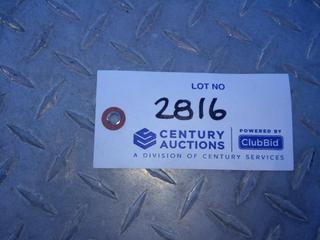 LOT NO
2816
CENTURY AUCTIONS
POWERED BY
ClubBid
A DIVISION OF CENTURY SERVICES